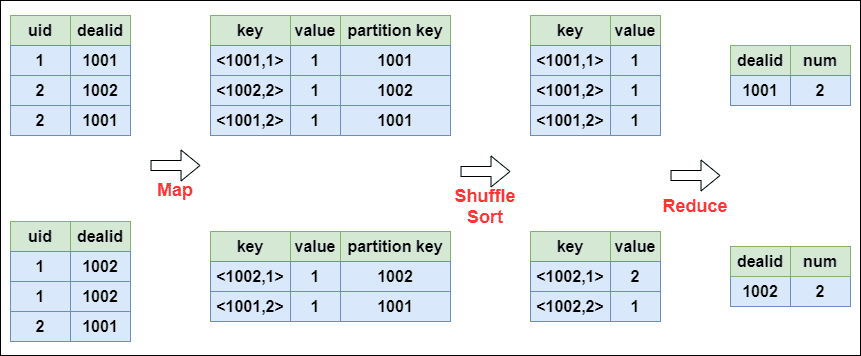 uid dealid
1 1001
2 1002
2 1001
key value partition key
<1001,1> 1 1001
<1002,2> 1 1002
<1001,2> 1 1001
key value
<1001,1> 1
<1001,2> 1
<1001,2> 1
dealid num
1001 2
Map
Shuffle
Sort
Reduce
uid dealid
1 1002
1 1002
2 1001
key value partition key
<1002,1> 1 1002
<1001,2> 1 1001
key value
<1002,1> 2
<1002,2> 1
dealid num
1002 2